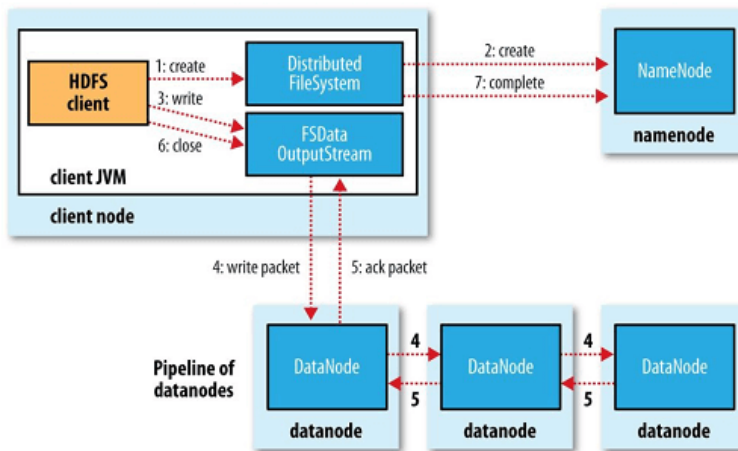 1: create
2: create
HDFS
client
Distributed
FileSystem
NameNode
3: write
7: complete
6: close
FSData
OutputStream
namenode
client JVM
client node
4: write packet
5: ack packet
Pipeline of
datanodes
DataNode
4
5
DataNode
4
5
DataNode
datanode
datanode
datanode